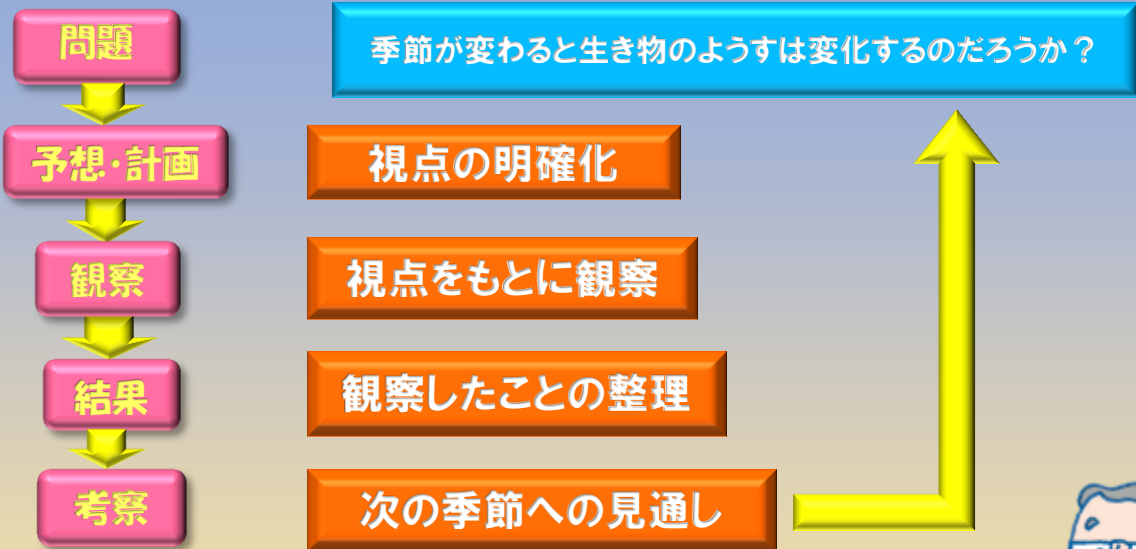 問題
季節が変わると生き物のようすは変化するのだろうか？
予想・計画
視点の明確化
観察
視点をもとに観察
結果
観察したことの整理
考察
次の季節への見通し